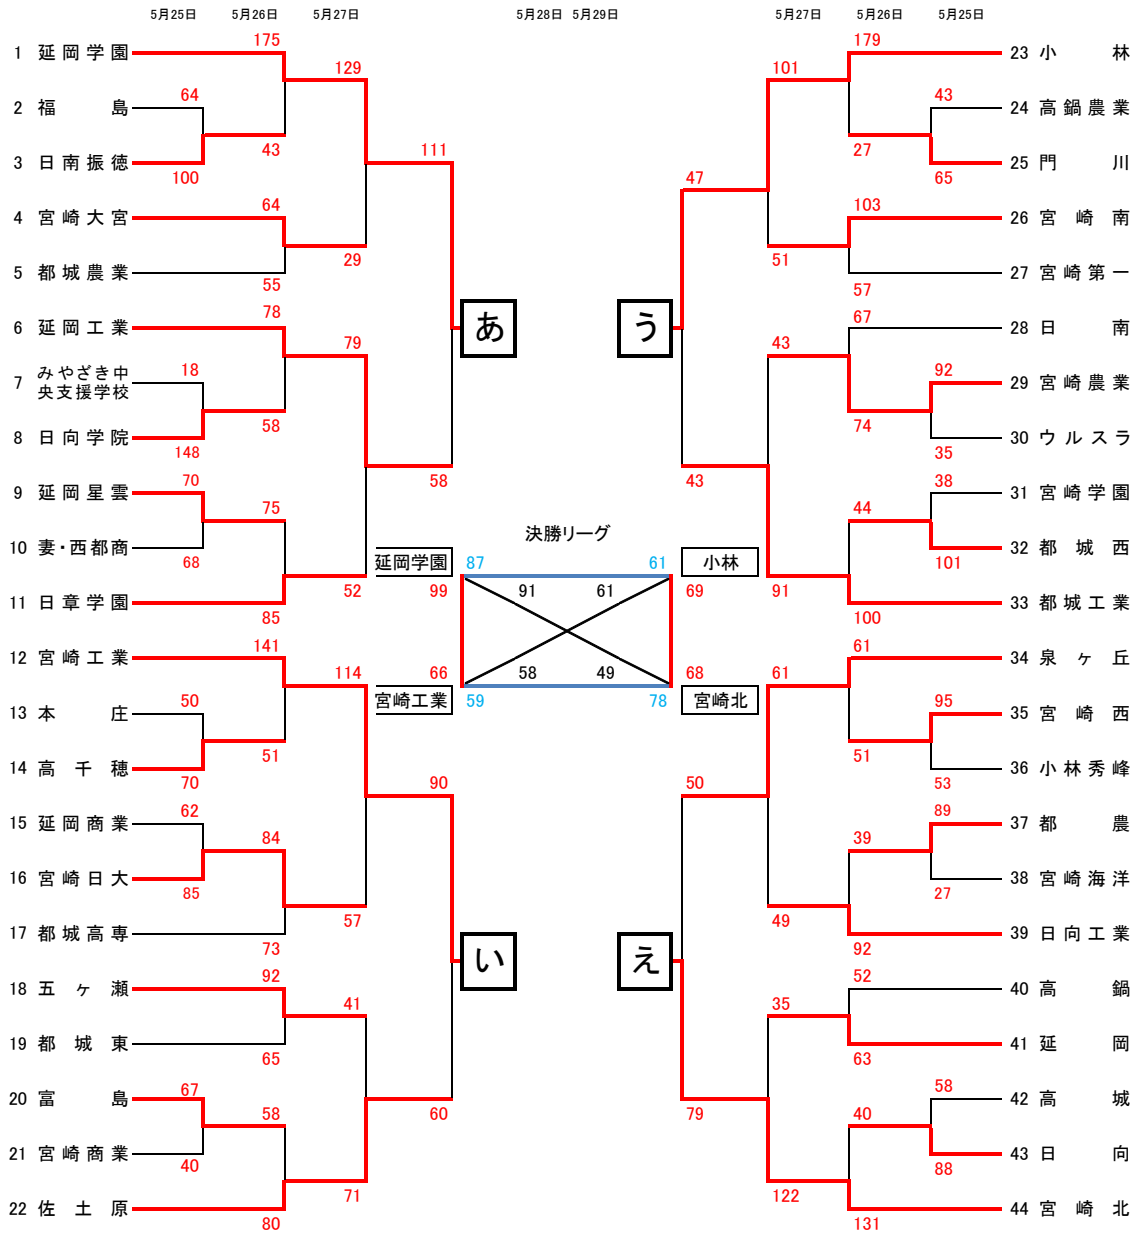 5月25日 5月26日 5月27日 5月28日 5月29日 5月27日 5月26日 5月25日
1 延岡学園
2 福島
3 日南振徳
4 宮崎大宮
5 都城農業
6 延岡工業
7 みやざき中
央支援学校
8 日向学院
9 延岡星雲
10 妻・西都商
11 日章学園
12 宮崎工業
13 本庄
14 高千穂
15 延岡商業
16 宮崎日大
17 都城高専
18 五ヶ瀬
19 都城東
20 富島
21 宮崎商業
22 佐土原
64
100
18
148
70
68
50
70
62
85
67
40
175
43
64
55
78
58
75
85
141
51
84
73
92
65
58
80
129
29
79
52
114
57
41
71
111
58
90
60
あ
い
う
え
決勝リーグ
延岡学園 87 61 小林
99 91 61 69
66 58 49 68
宮崎工業 59 78 宮崎北
47
43
50
79
101
51
43
91
61
49
35
122
179
27
103
57
67
74
44
100
61
51
39
92
52
63
40
131
43
65
92
35
38
101
95
53
89
27
58
88
23 小林
24 高鍋農業
25 門川
26 宮崎南
27 宮崎第一
28 日南
29 宮崎農業
30 ウルスラ
31 宮崎学園
32 都城西
33 都城工業
34 泉ヶ丘
35 宮崎西
36 小林秀峰
37 都農
38 宮崎海洋
39 日向工業
40 高鍋
41 延岡
42 高城
43 日向
44 宮崎北